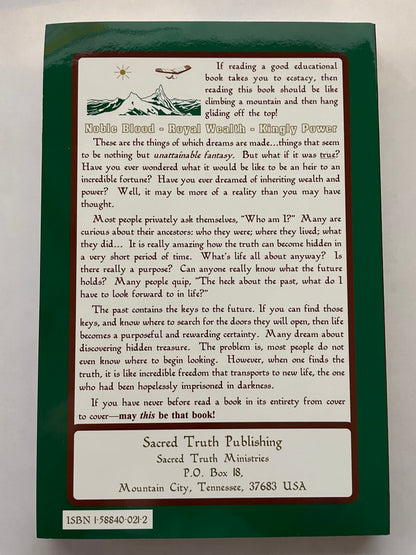 If reading a good educational
book takes you to ecstacy, then
reading this book should be like
climbing a mountain and then hang
gliding off the top!
Noble Blood - Royal Wealth - Kingly Power
These are the things of which dreams are made...things that seem
to be nothing but unattainable fantasy. But what if it was true?
Have you ever wondered what it would be like to be an heir to an
incredible fortune? Have you ever dreamed of inheriting wealth and
power? Well, it may be more of a reality than you may have
thought.
Most people privately ask themselves, "Who am I?" Many are
curious about their ancestors: who they were; where they lived; what
they did... It is really amazing how the truth can become hidden in
a very short period of time. What's life all about anyway? Is
there really a purpose? Can anyone really know what the future
holds? Many people quip, "The heck about the past, what do I
have to look forward to in life?"
The past contains the keys to the future. If you can find those
keys, and know where to search for the doors they will open, then life
becomes a purposeful and rewarding certainty. Many dream about
discovering hidden treasure. The problem is, most people do not
even know where to begin looking. However, when one finds the
truth, it is like incredible freedom that transports to new life, the one
who had been hopelessly imprisoned in darkness.
If you have never before read a book in its entirety from cover
to cover—may this be that book!
Sacred Truth Publishing
Sacred Truth Ministries
P.O. Box 18,
Mountain City, Tennessee, 37683 USA
ISBN 1-58840-021-2